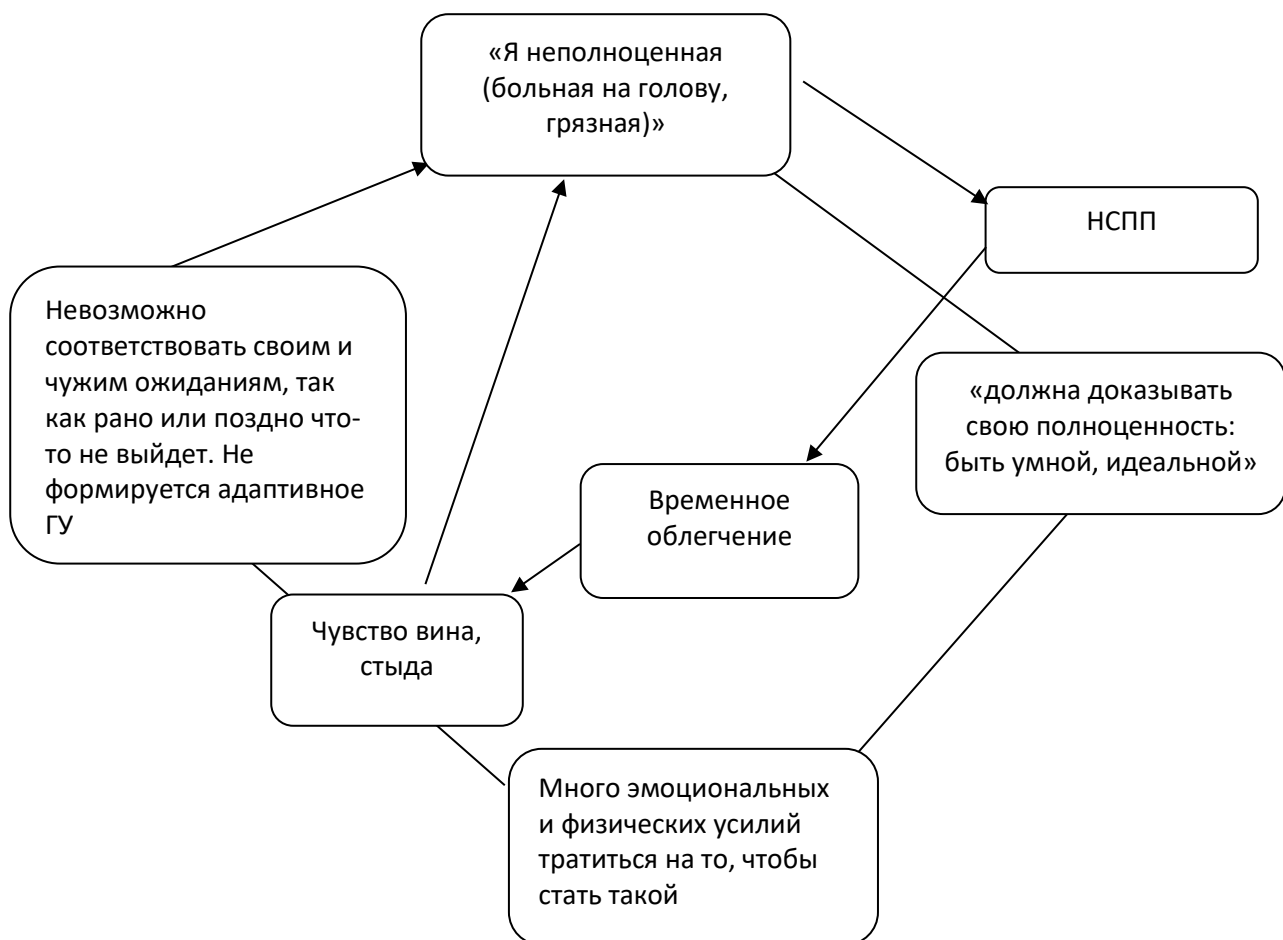 «Я неполноценная
(больная на голову,
грязная)»
НСПП
Невозможно
соответствовать своим и
чужим ожиданиям, так
как рано или поздно что-
то не выйдет. Не
формируется адаптивное
ГУ
«должна доказывать
свою полноценность:
быть умной, идеальной»
Временное
облегчение
Чувство вина,
стыда
Много эмоциональных
и физических усилий
тратиться на то, чтобы
стать такой